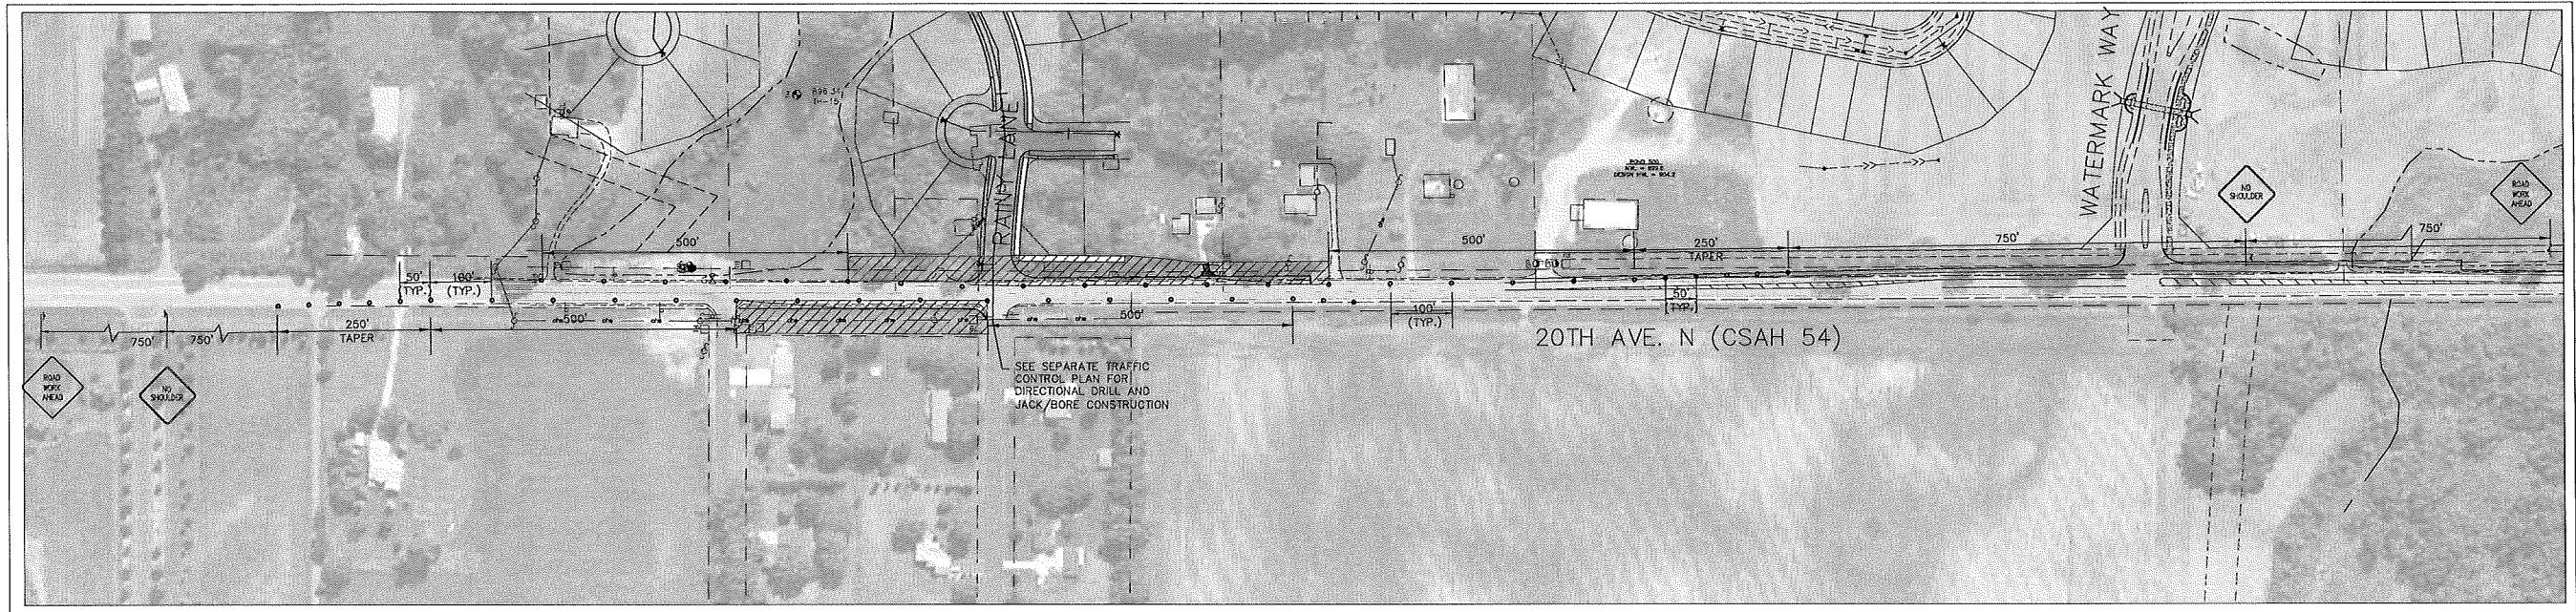 WATERMARK WAY
RAINY LANE
NO
SHOULDER
ROAD
WORK
AHEAD
500'
500'
250'
TAPER
750'
750'
50'
(TYP.)
100'
(TYP.)
50'
(TYP.)
100'
(TYP.)
750'
750'
250'
TAPER
500'
500'
20TH AVE. N (CSAH 54)
ROAD
WORK
AHEAD
NO
SHOULDER
SEE SEPARATE TRAFFIC
CONTROL PLAN FOR
DIRECTIONAL DRILL AND
JACK/BORE CONSTRUCTION